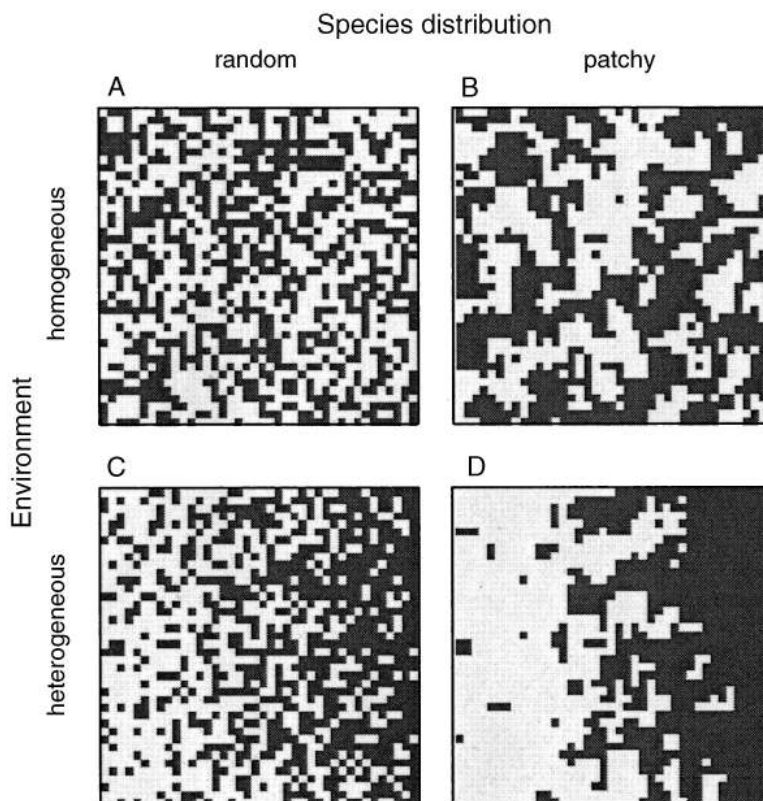 Species distribution
random
patchy
A
B
homogeneous
Environment
C
D
heterogeneous